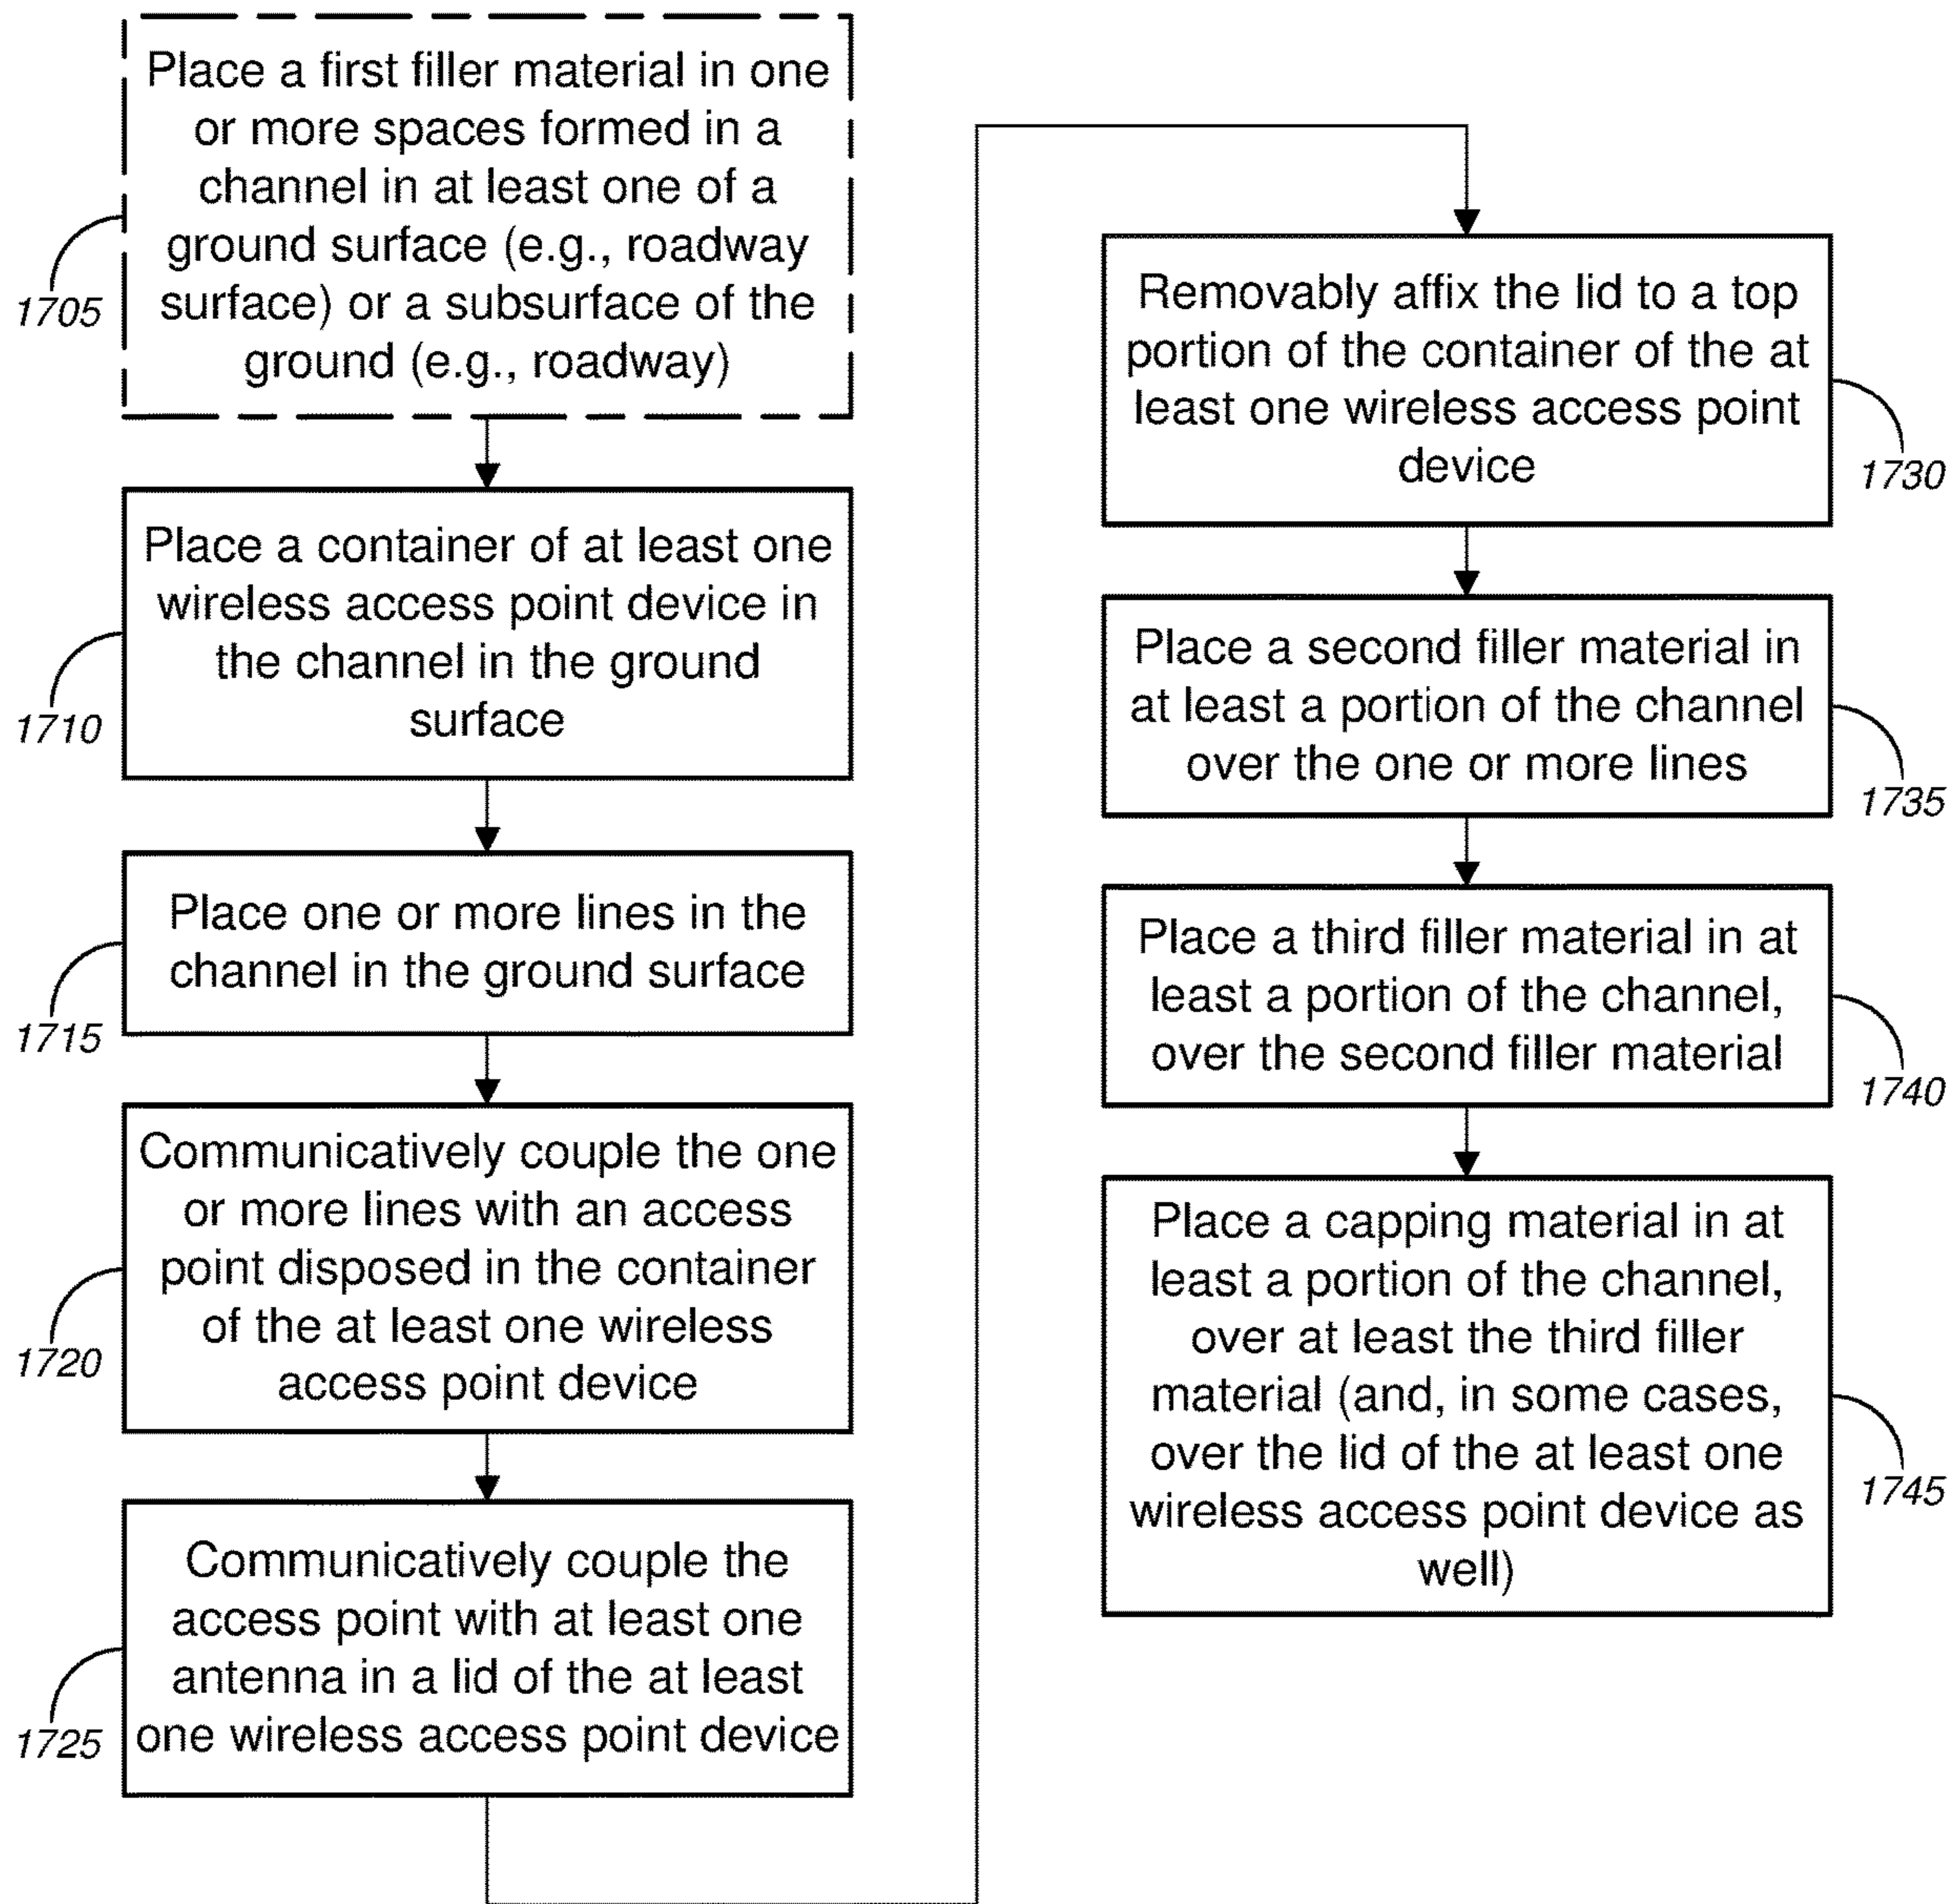 Place a first filler material in one
or more spaces formed in a
channel in at least one of a
ground surface (e.g., roadway
surface) or a subsurface of the
ground (e.g., roadway)
1705
Place a container of at least one
wireless access point device in
the channel in the ground
surface
1710
Place one or more lines in the
channel in the ground surface
1715
Communicatively couple the one
or more lines with an access
point disposed in the container
of the at least one wireless
access point device
1720
Communicatively couple the
access point with at least one
antenna in a lid of the at least
one wireless access point device
1725
Removably affix the lid to a top
portion of the container of the at
least one wireless access point
device
1730
Place a second filler material in
at least a portion of the channel
over the one or more lines
1735
Place a third filler material in at
least a portion of the channel,
over the second filler material
1740
Place a capping material in at
least a portion of the channel,
over at least the third filler
material (and, in some cases,
over the lid of the at least one
wireless access point device as
well)
1745